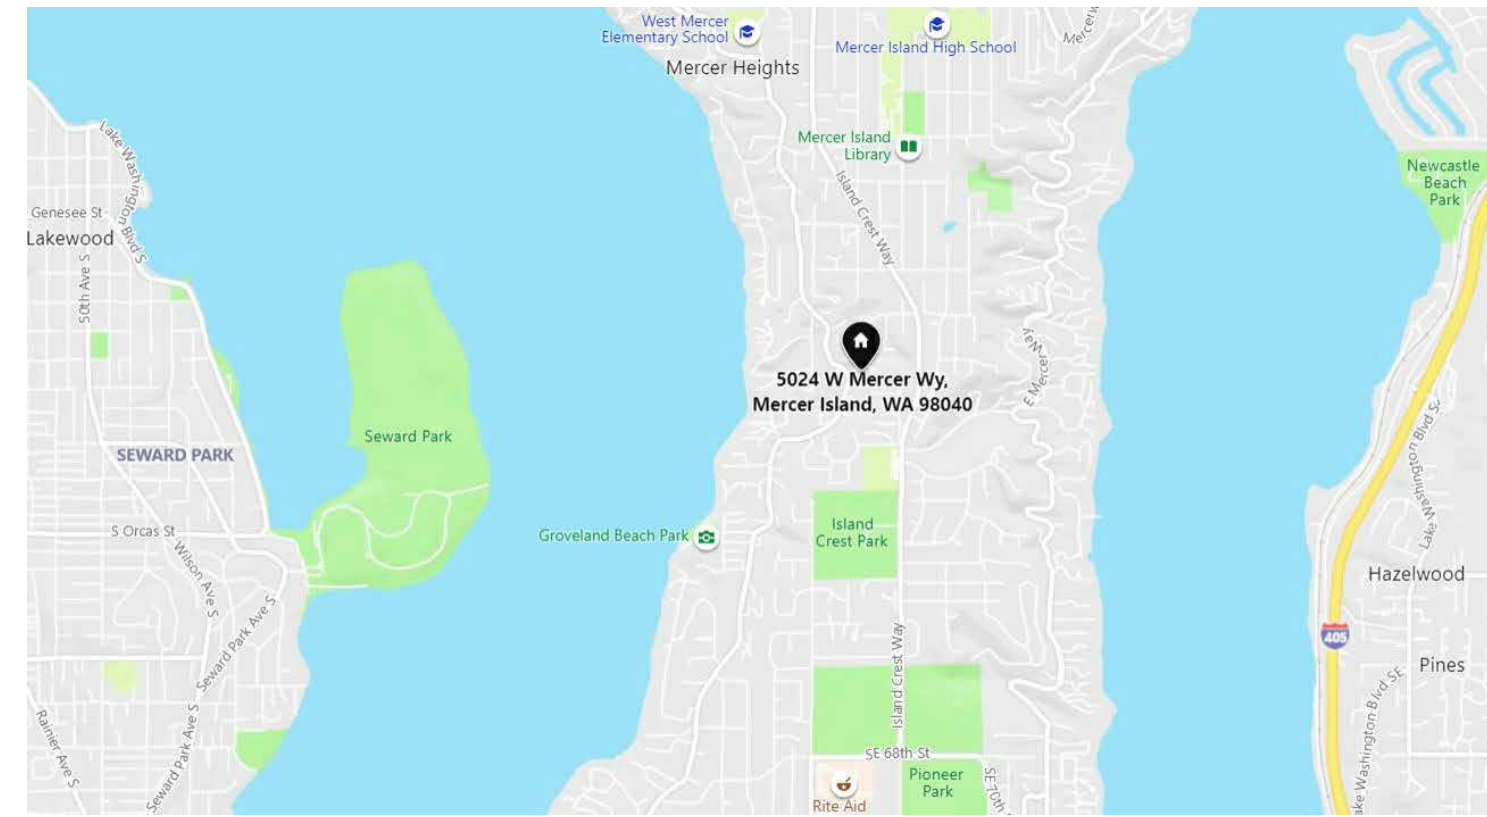 West Mercer
Elementary School
Mercer Island High School
Mercer Heights
Mercer Island
Library
Lake Washington Blvd S
Genesee St
Lakewood
50th Ave S
Island Crest Way
Newcastle
Beach
Park
E Mercer
Way
5024 W Mercer Wy,
Mercer Island, WA 98040
Seward Park
SEWARD PARK
S Orcas St
Wilson Ave S
Seward Park Ave S
Groveland Beach Park
Island
Crest Park
Lake Washington Blvd S
Hazelwood
405
Pines
Island Crest Way
SE 68th St
Pioneer
Park
SE 70th
Rite Aid
Rainier Ave S
Seward Park Ave S
ake Washington Blvd SE